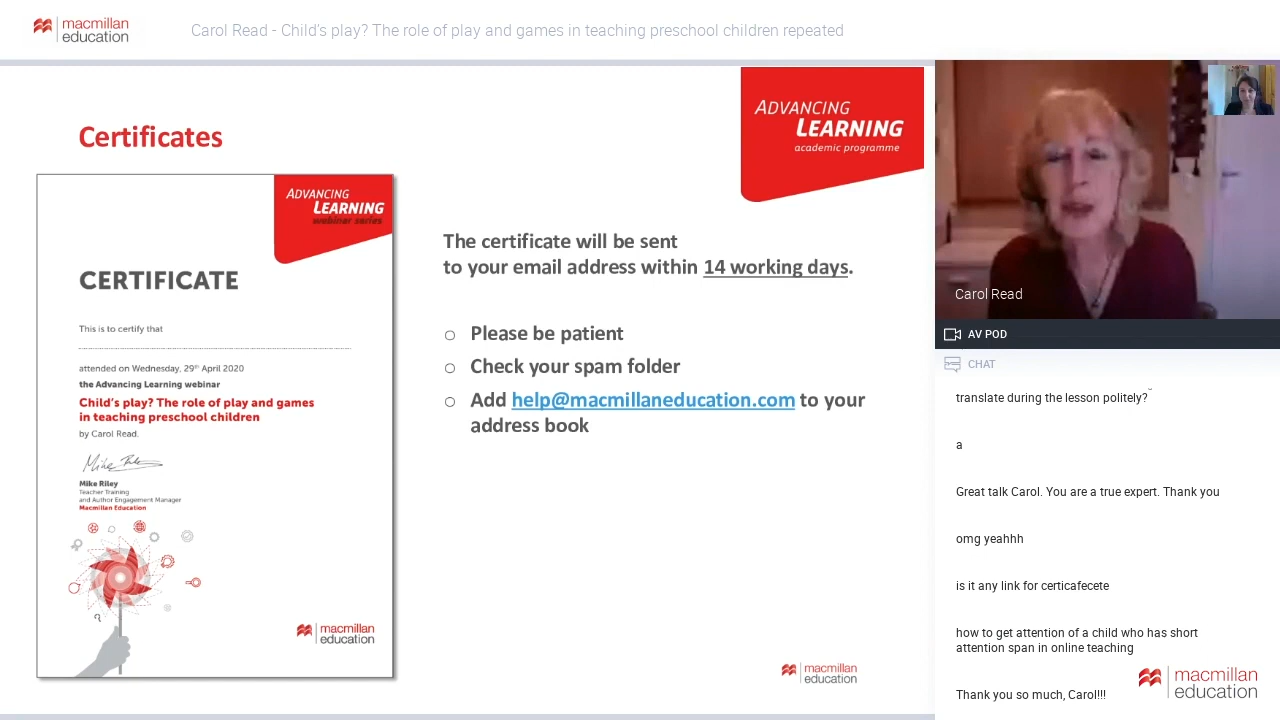 macmillan
education
Carol Read - Child's play? The role of play and games in teaching preschool children repeated
Certificates
ADVANCING
LEARNING
academic programme
ADVANCING
LEARNING
webinar series
CERTIFICATE
This is to certify that
attended on Wednesday, 29th April 2020
the Advancing Learning webinar
Child's play? The role of play and games
in teaching preschool children
by Carol Read.
Mike Riley
Teacher Training
and Author Engagement Manager
Macmillan Education
macmillan
education
The certificate will be sent
to your email address within 14 working days.
Please be patient
Check your spam folder
Add help@macmillaneducation.com to your
address book
macmillan
education
Carol Read
AV POD
CHAT
translate during the lesson politely?
a
Great talk Carol. You are a true expert. Thank you
omg yeahhh
is it any link for certicafecete
how to get attention of a child who has short
attention span in online teaching
Thank you so much, Carol!!!
macmillan
education